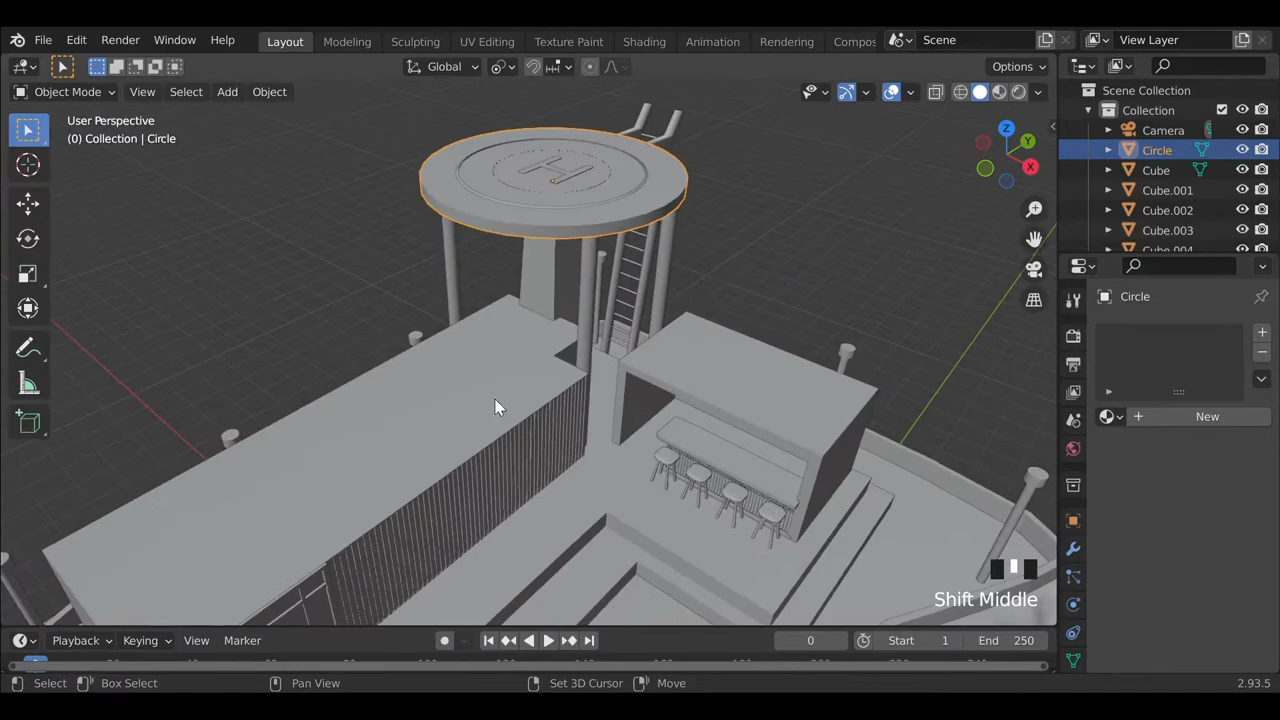 File Edit Render Window Help Layout Modeling Sculpting UV Editing Texture Paint Shading Animation Rendering Compos Scene View Layer
Global Options
Object Mode View Select Add Object
User Perspective
(0) Collection | Circle
Z
Y
X
Scene Collection
Collection
Camera
Circle
Cube
Cube.001
Cube.002
Cube.003
Cube.004
Circle
New
H
Shift Middle
Playback Keying View Marker 0 Start 1 End 250
Select Box Select Pan View Set 3D Cursor Move 2.93.5